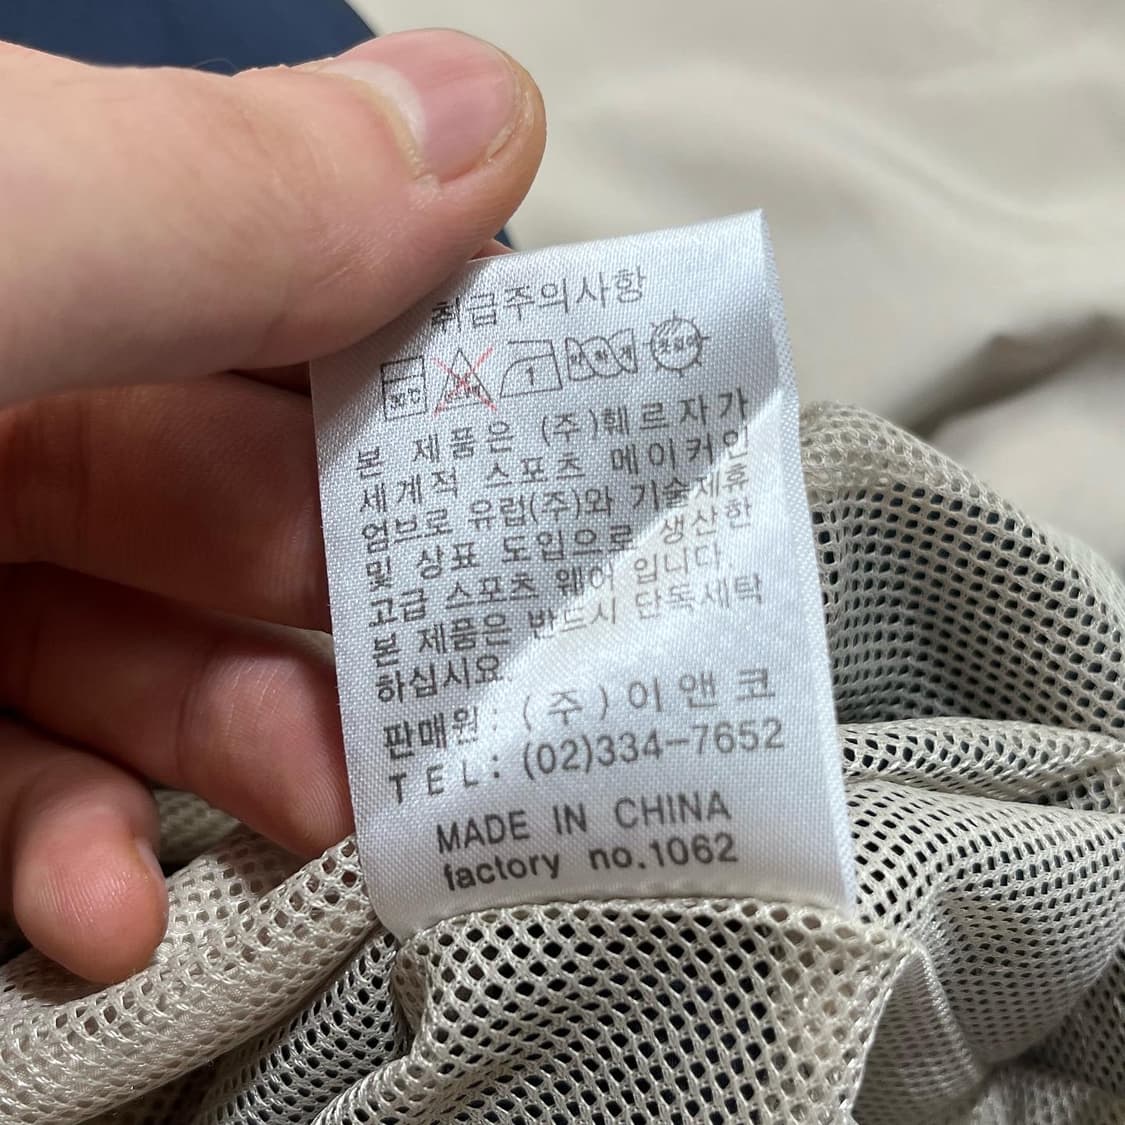 취급주의사항
1
본 제품은 (주)훼르자가
세계적 스포츠 메이커인
엄브로 유럽(주)와 기술제휴
및 상표 도입으로 생산한
고급 스포츠 웨어 입니다.
본 제품은 반드시 단독세탁
하십시요.
판매원: (주)이앤코
TEL: (02)334-7652
MADE IN CHINA
factory no.1062